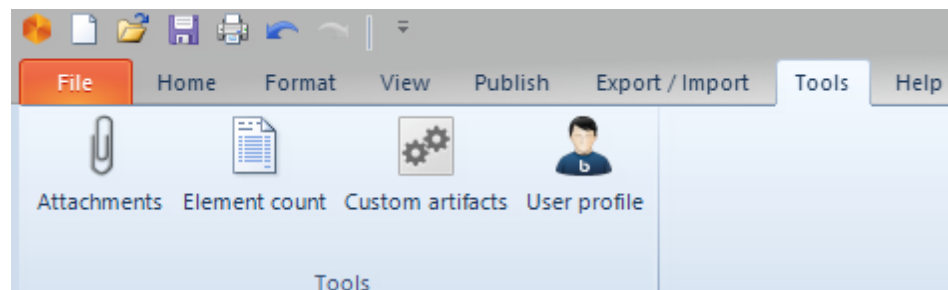 File Home Format View Publish Export / Import Tools Help
Attachments Element count Custom artifacts User profile
Tools